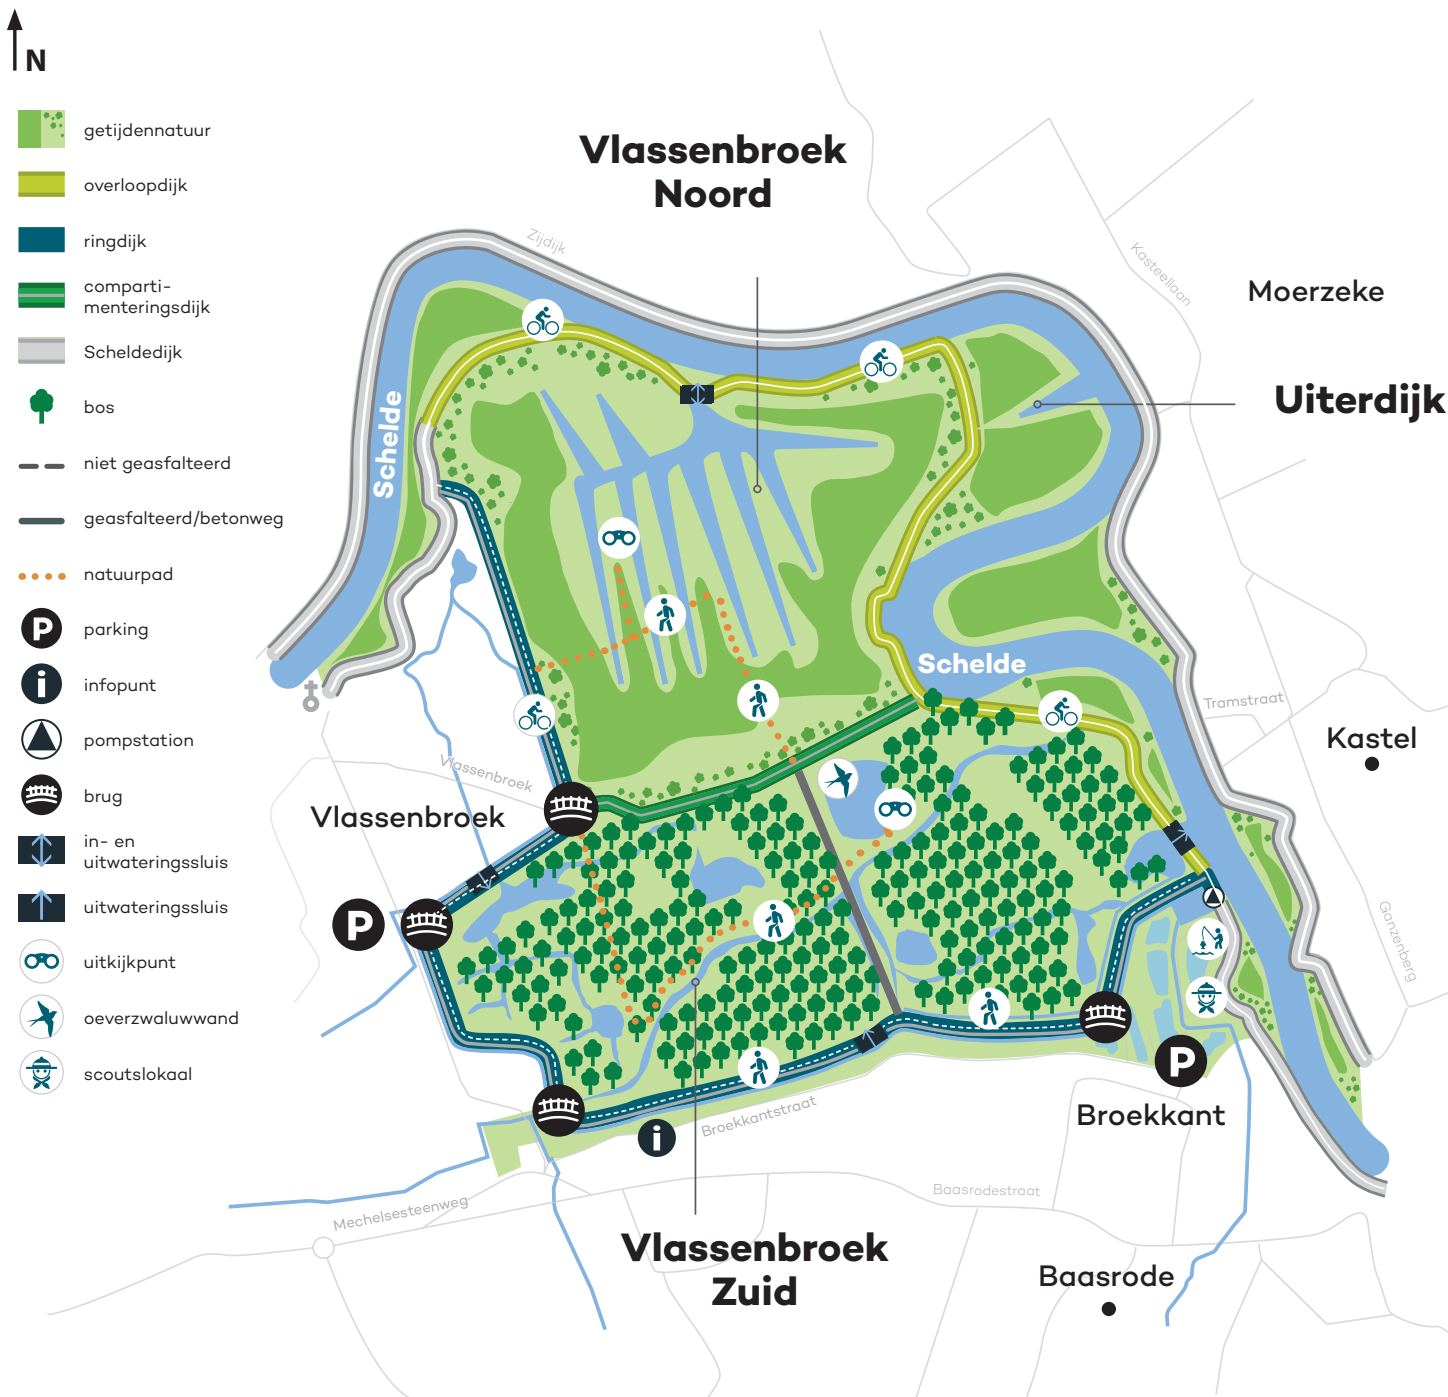 N
getijdennatuur
overloopdijk
ringdijk
comparti-
menteringsdijk
Scheldedijk
bos
niet geasfalteerd
geasfalteerd/betonweg
natuurpad
P
parking
i
infopunt
pompstation
brug
in- en
uitwateringssluis
uitwateringssluis
uitkijkpunt
oeverzwaluwwand
scoutslokaal
Vlassenbroek
Noord
Zijdijk
Kasteellaan
Moerzeke
Uiterdijk
Schelde
Schelde
Tramstraat
Kastel
Vlassenbroek
Vlassenbroek
P
Ganzenberg
P
Broekkant
i
Broekkantstraat
Mechelsesteenweg
Baasrodestraat
Vlassenbroek
Zuid
Baasrode